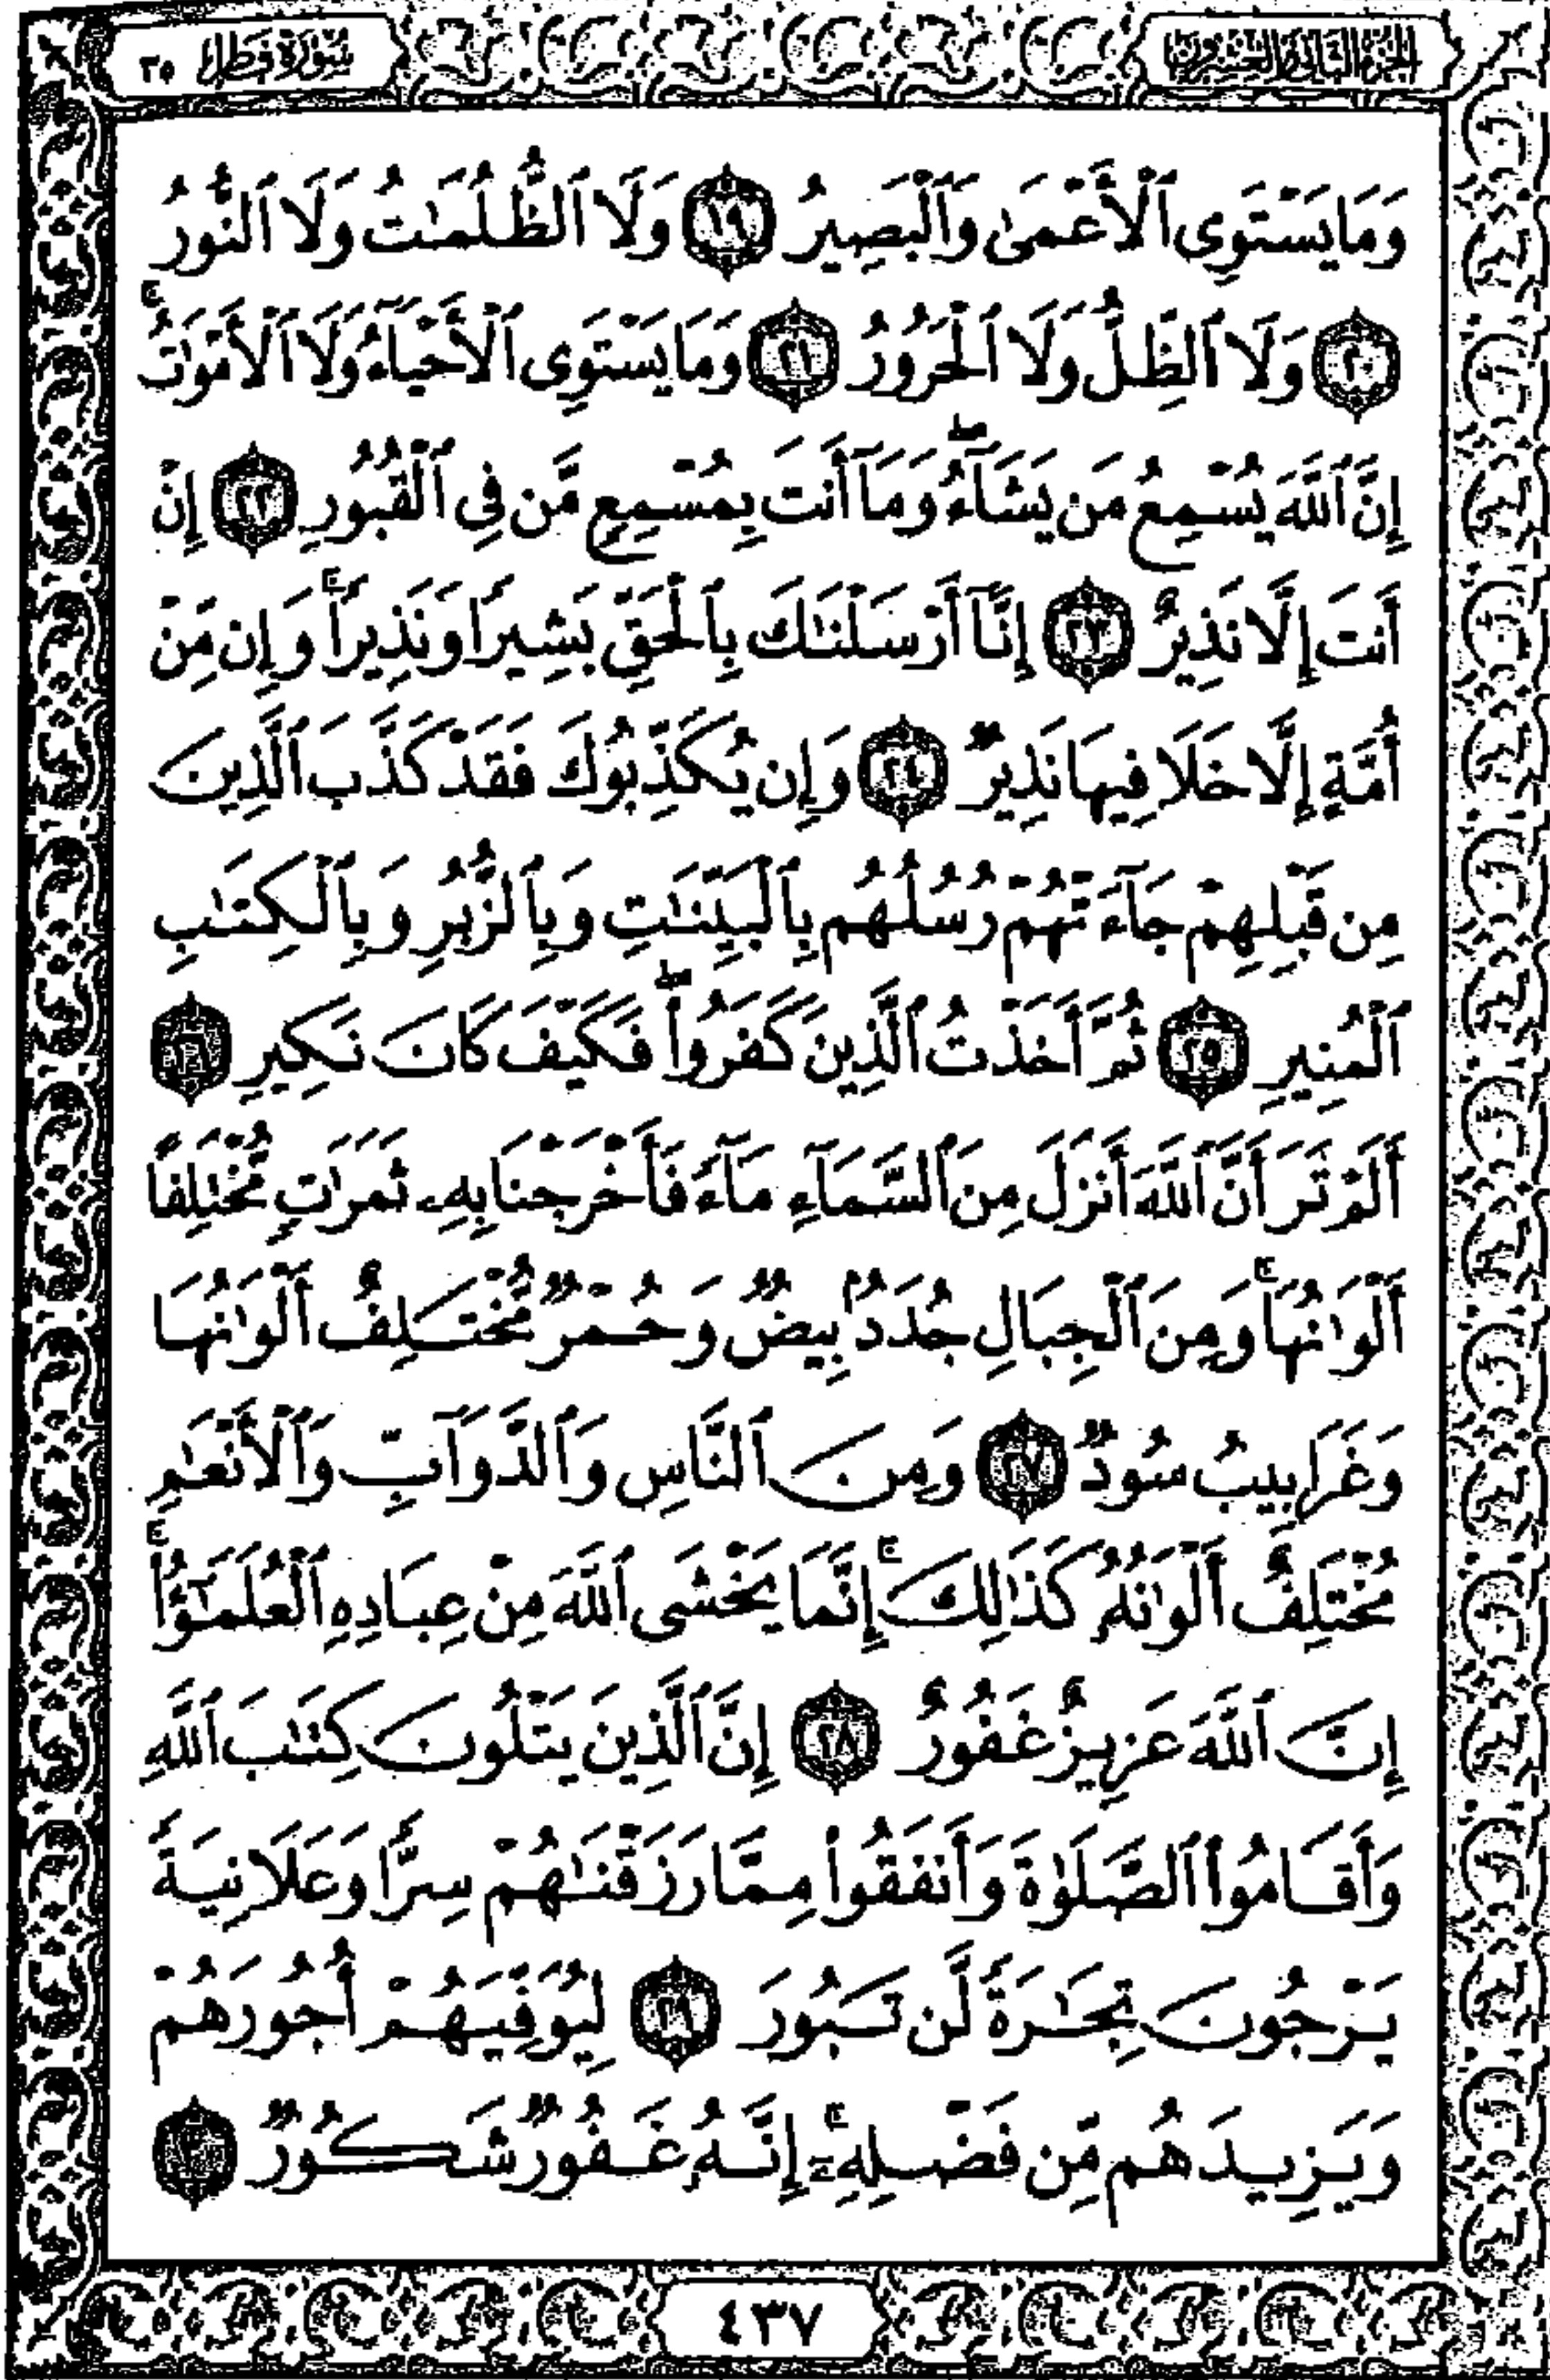 الجزء الثاني والعشرون
سورة فاطر ٣٥
وَمَا يَسْتَوِى ٱلْأَعْمَىٰ وَٱلْبَصِيرُ ١٩ وَلَا ٱلظُّلُمَٰتُ وَلَا ٱلنُّورُ
٢٠ وَلَا ٱلظِّلُّ وَلَا ٱلْحَرُورُ ٢١ وَمَا يَسْتَوِى ٱلْأَحْيَآءُ وَلَا ٱلْأَمْوَٰتُ ۚ
إِنَّ ٱللَّهَ يُسْمِعُ مَن يَشَآءُ ۖ وَمَآ أَنتَ بِمُسْمِعٍ مَّن فِى ٱلْقُبُورِ ٢٢ إِنْ
أَنتَ إِلَّا نَذِيرٌ ٢٣ إِنَّآ أَرْسَلْنَٰكَ بِٱلْحَقِّ بَشِيرًا وَنَذِيرًا ۚ وَإِن مِّنْ
أُمَّةٍ إِلَّا خَلَا فِيهَا نَذِيرٌ ٢٤ وَإِن يُكَذِّبُوكَ فَقَدْ كَذَّبَ ٱلَّذِينَ
مِن قَبْلِهِمْ جَآءَتْهُمْ رُسُلُهُم بِٱلْبَيِّنَٰتِ وَبِٱلزُّبُرِ وَبِٱلْكِتَٰبِ
ٱلْمُنِيرِ ٢٥ ثُمَّ أَخَذْتُ ٱلَّذِينَ كَفَرُوا۟ ۖ فَكَيْفَ كَانَ نَكِيرِ ٢٦
أَلَمْ تَرَ أَنَّ ٱللَّهَ أَنزَلَ مِنَ ٱلسَّمَآءِ مَآءً فَأَخْرَجْنَا بِهِۦ ثَمَرَٰتٍ مُّخْتَلِفًا
أَلْوَٰنُهَا ۚ وَمِنَ ٱلْجِبَالِ جُدَدٌۢ بِيضٌ وَحُمْرٌ مُّخْتَلِفٌ أَلْوَٰنُهَا
وَغَرَابِيبُ سُودٌ ٢٧ وَمِنَ ٱلنَّاسِ وَٱلدَّوَآبِّ وَٱلْأَنْعَٰمِ
مُخْتَلِفٌ أَلْوَٰنُهُۥ كَذَٰلِكَ ۗ إِنَّمَا يَخْشَى ٱللَّهَ مِنْ عِبَادِهِ ٱلْعُلَمَٰٓؤُا۟ ۗ
إِنَّ ٱللَّهَ عَزِيزٌ غَفُورٌ ٢٨ إِنَّ ٱلَّذِينَ يَتْلُونَ كِتَٰبَ ٱللَّهِ
وَأَقَامُوا۟ ٱلصَّلَوٰةَ وَأَنفَقُوا۟ مِمَّا رَزَقْنَٰهُمْ سِرًّا وَعَلَانِيَةً
يَرْجُونَ تِجَٰرَةً لَّن تَبُورَ ٢٩ لِيُوَفِّيَهُمْ أُجُورَهُمْ
وَيَزِيدَهُم مِّن فَضْلِهِۦٓ ۚ إِنَّهُۥ غَفُورٌ شَكُورٌ ٣٠
٤٣٧